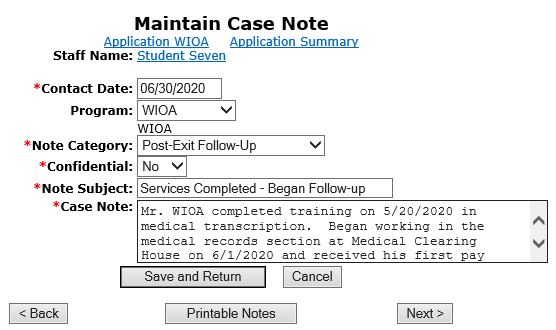 Maintain Case Note
Application WIOA Application Summary
Staff Name: Student Seven
*Contact Date: 06/30/2020
Program: WIOA
WIOA
*Note Category: Post-Exit Follow-Up
*Confidential: No
*Note Subject: Services Completed - Began Follow-up
*Case Note: Mr. WIOA completed training on 5/20/2020 in
medical transcription. Began working in the
medical records section at Medical Clearing
House on 6/1/2020 and received his first pay
Save and Return Cancel
< Back Printable Notes Next >